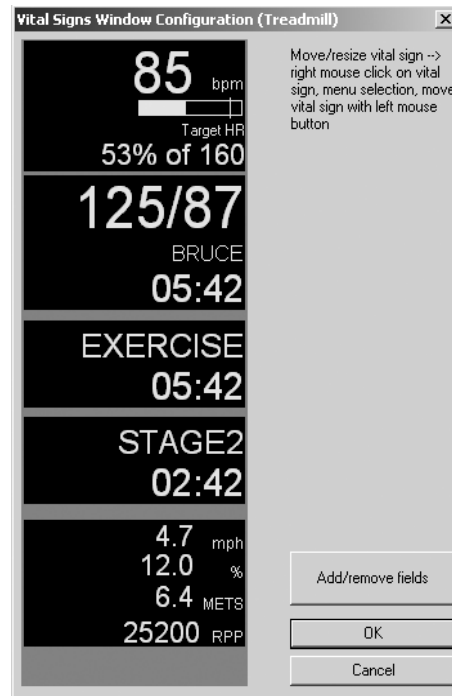 Vital Signs Window Configuration (Treadmill)
85 bpm
Target HR
53% of 160
125/87
BRUCE
05:42
EXERCISE
05:42
STAGE2
02:42
4.7 mph
12.0 %
6.4 METS
25200 RPP
Move/resize vital sign -->
right mouse click on vital
sign, menu selection, move
vital sign with left mouse
button
Add/remove fields
OK
Cancel